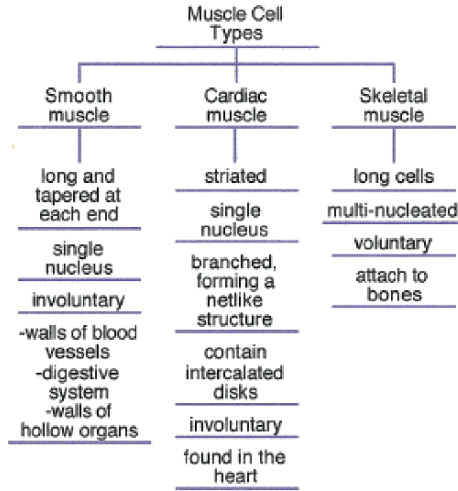 Muscle Cell
Types
Smooth
muscle
long and
tapered at
each end
single
nucleus
involuntary
-walls of blood
vessels
-digestive
system
-walls of
hollow organs
Cardiac
muscle
striated
single
nucleus
branched,
forming a
netlike
structure
contain
intercalated
disks
involuntary
found in the
heart
Skeletal
muscle
long cells
multi-nucleated
voluntary
attach to
bones